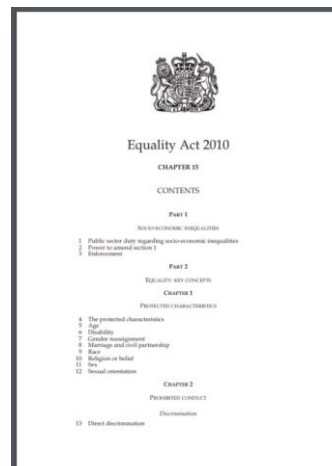 Equality Act 2010
CHAPTER 15
CONTENTS
PART 1
SOCIO-ECONOMIC INEQUALITIES
1 Public sector duty regarding socio-economic inequalities
2 Power to amend section 1
3 Enforcement
PART 2
EQUALITY: KEY CONCEPTS
CHAPTER 1
PROTECTED CHARACTERISTICS
4 The protected characteristics
5 Age
6 Disability
7 Gender reassignment
8 Marriage and civil partnership
9 Race
10 Religion or belief
11 Sex
12 Sexual orientation
CHAPTER 2
PROHIBITED CONDUCT
Discrimination
13 Direct discrimination